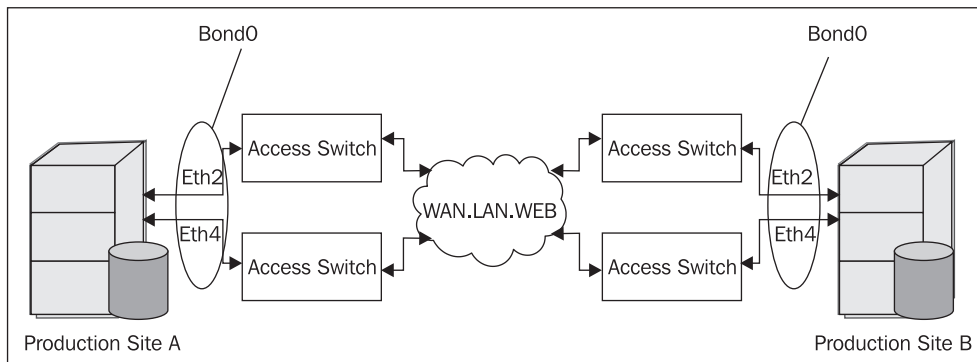 Bond0
Bond0
Access Switch
Access Switch
Eth2
Eth2
WAN.LAN.WEB
Eth4
Eth4
Access Switch
Access Switch
Production Site A
Production Site B